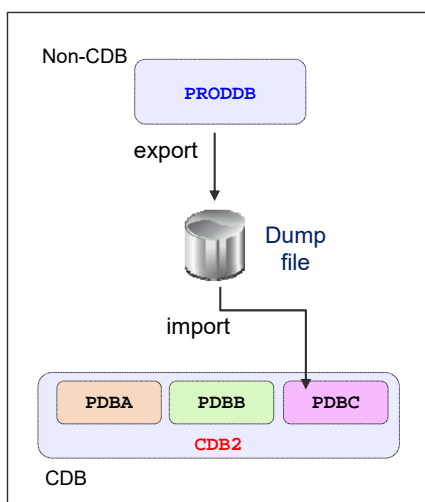 Non-CDB
PRODDB
export
Dump
file
import
PDBA PDBB PDBC
CDB2
CDB